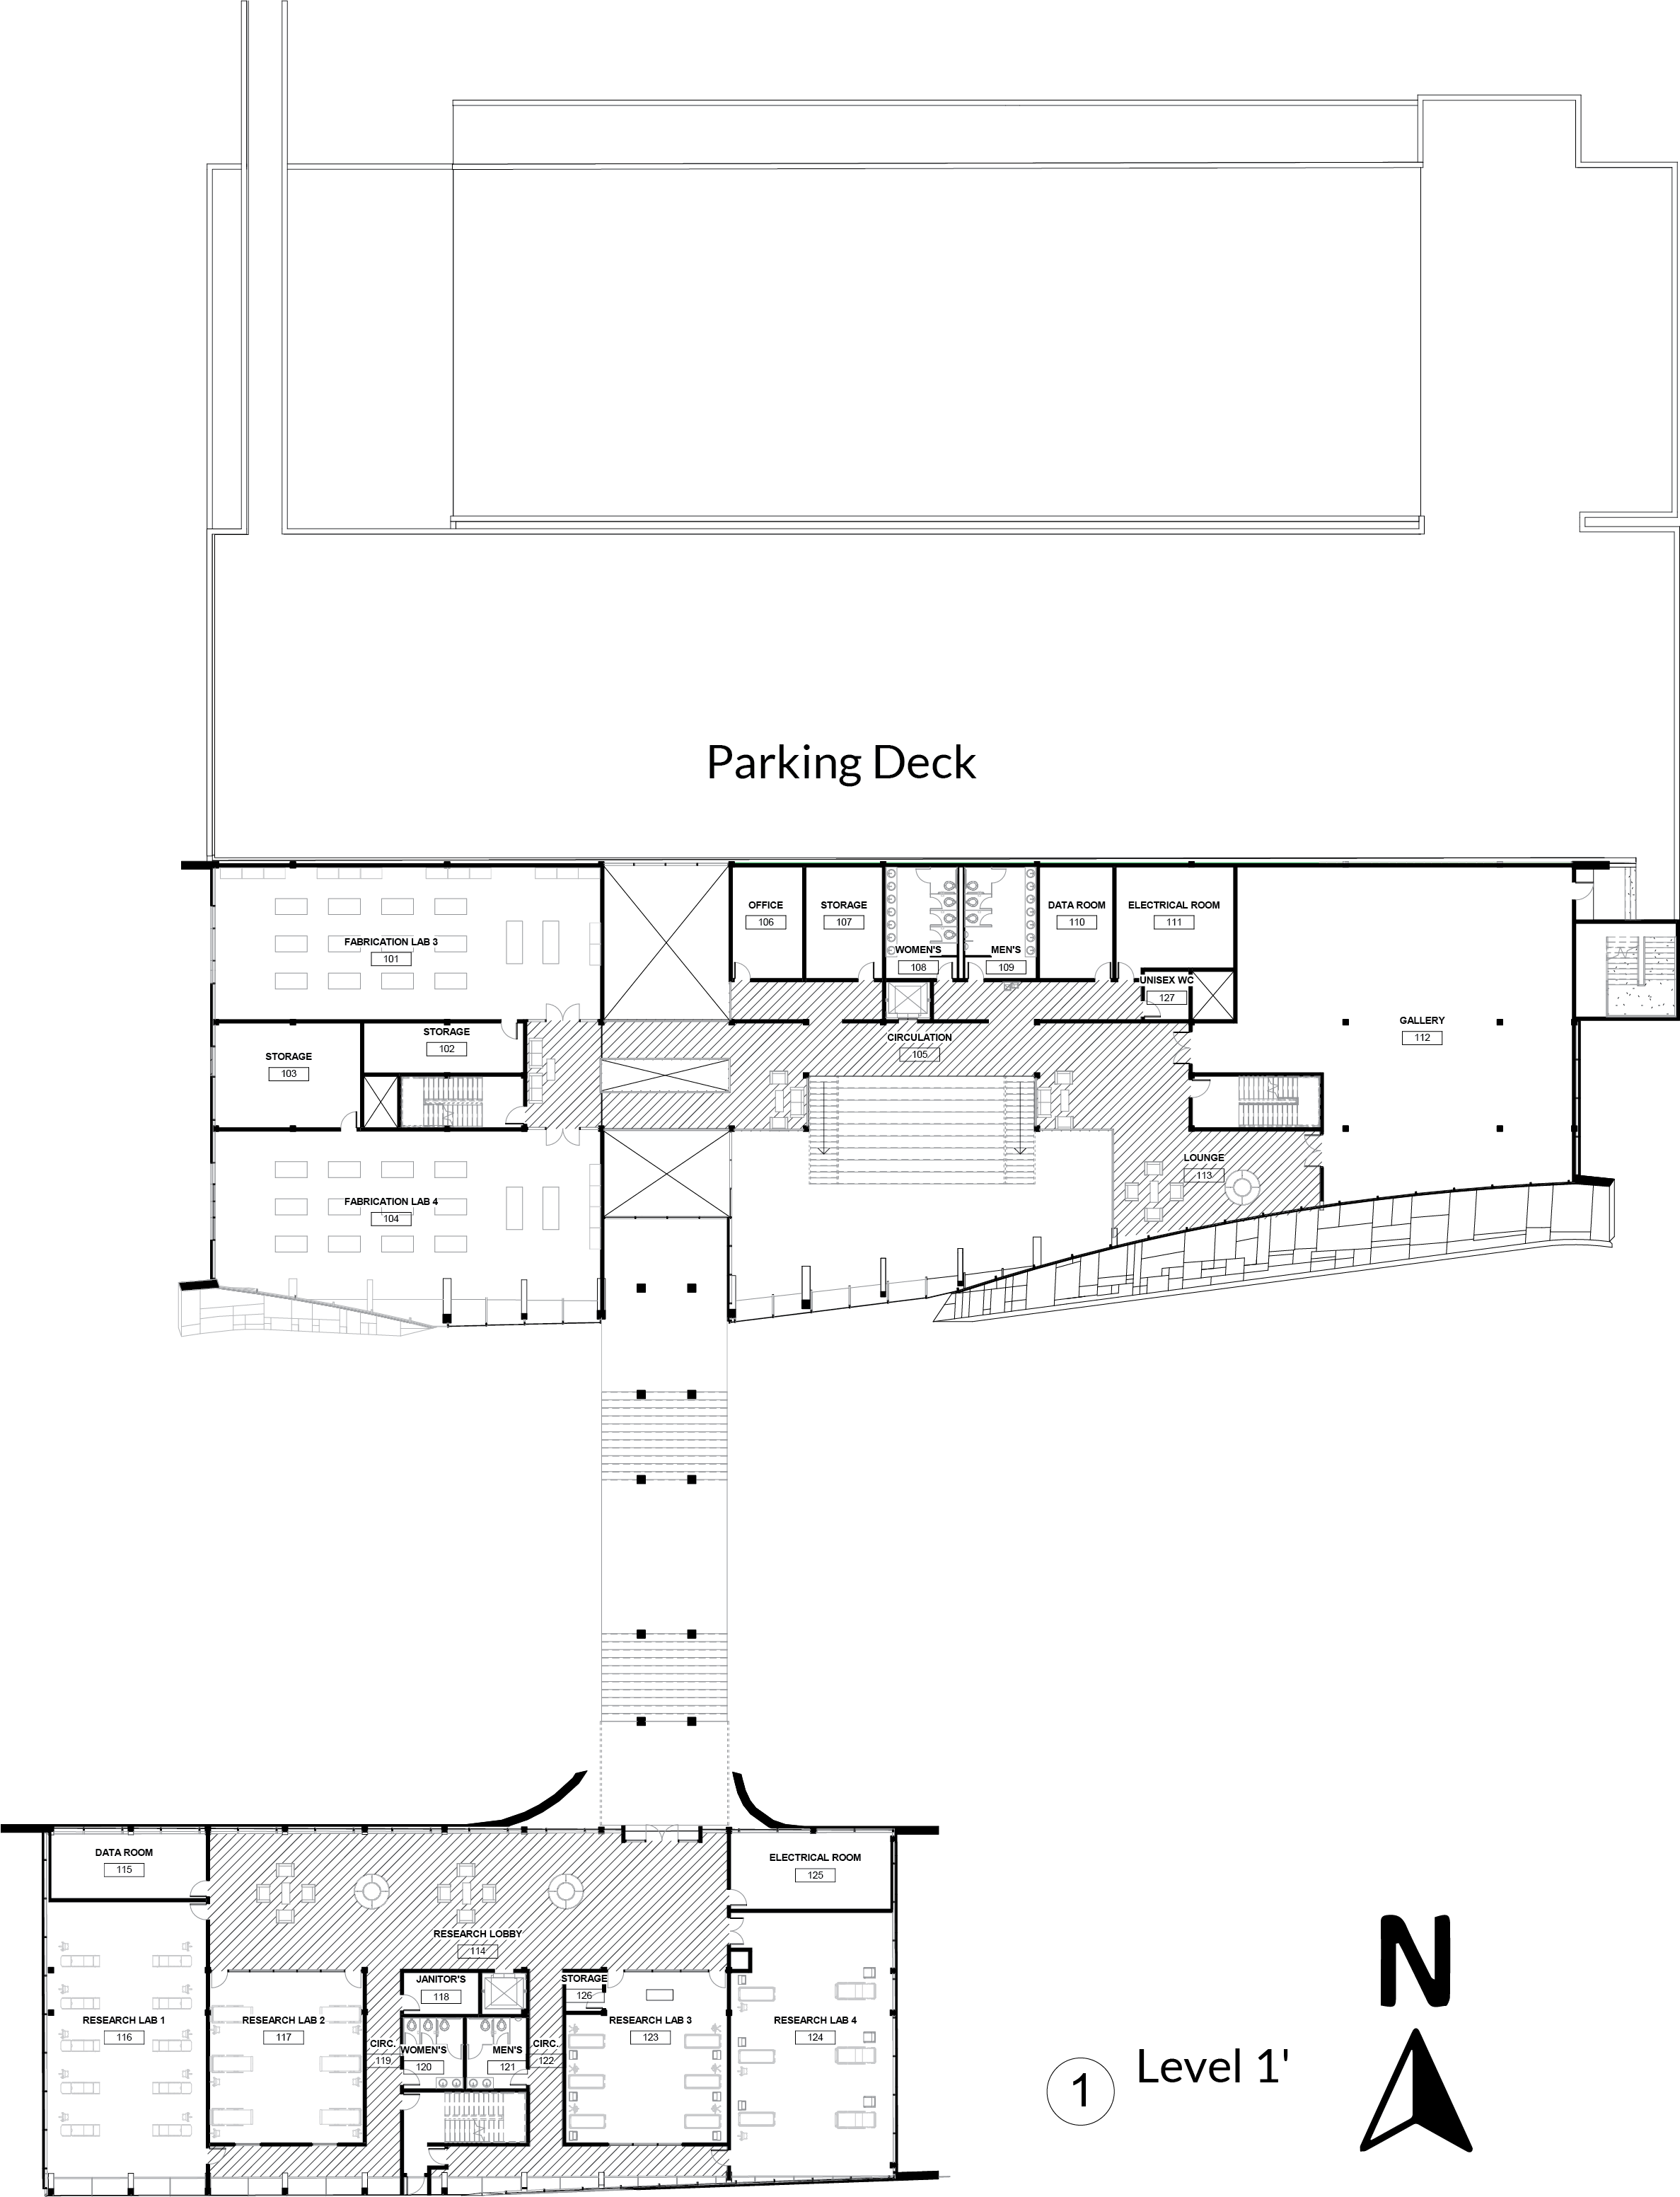 Parking Deck
OFFICE
106
STORAGE
107
WOMEN'S
108
MEN'S
109
DATA ROOM
110
ELECTRICAL ROOM
111
FABRICATION LAB 3
101
UNISEX WC
127
STORAGE
102
STORAGE
103
CIRCULATION
105
GALLERY
112
LOUNGE
113
FABRICATION LAB 4
104
DATA ROOM
115
ELECTRICAL ROOM
125
RESEARCH LOBBY
114
JANITOR'S
118
STORAGE
126
RESEARCH LAB 1
116
RESEARCH LAB 2
117
CIRC.
119
WOMEN'S
120
MEN'S
121
CIRC.
122
RESEARCH LAB 3
123
RESEARCH LAB 4
124
N
1
Level 1'